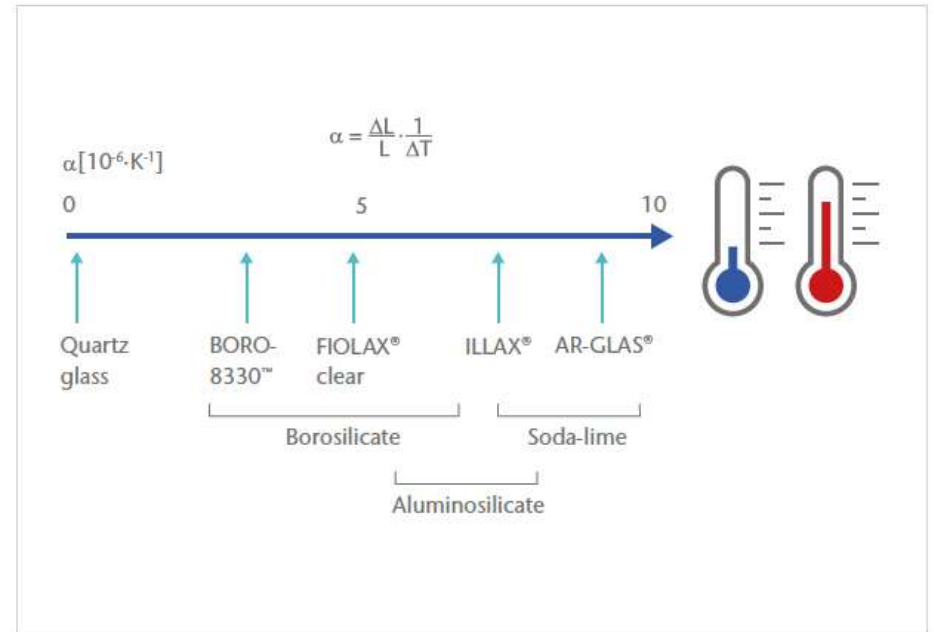 α = ΔL/L · 1/ΔT
α[10⁻⁶·K⁻¹]
0 5 10
Quartz glass
BORO-8330™
FIOLAX® clear
ILLAX®
AR-GLAS®
Borosilicate
Soda-lime
Aluminosilicate